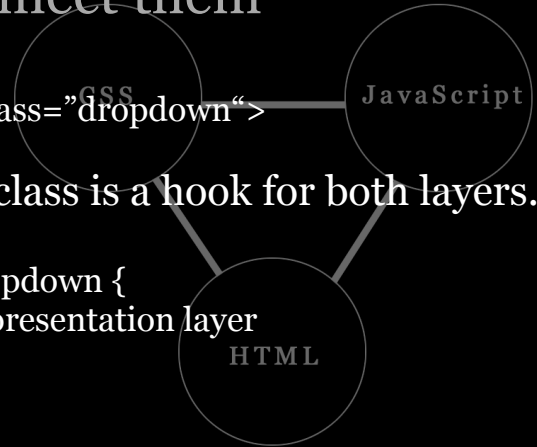 nnect them
CSS
JavaScript
ass=”dropdown“>
class is a hook for both layers.
pdown {
presentation layer
HTML